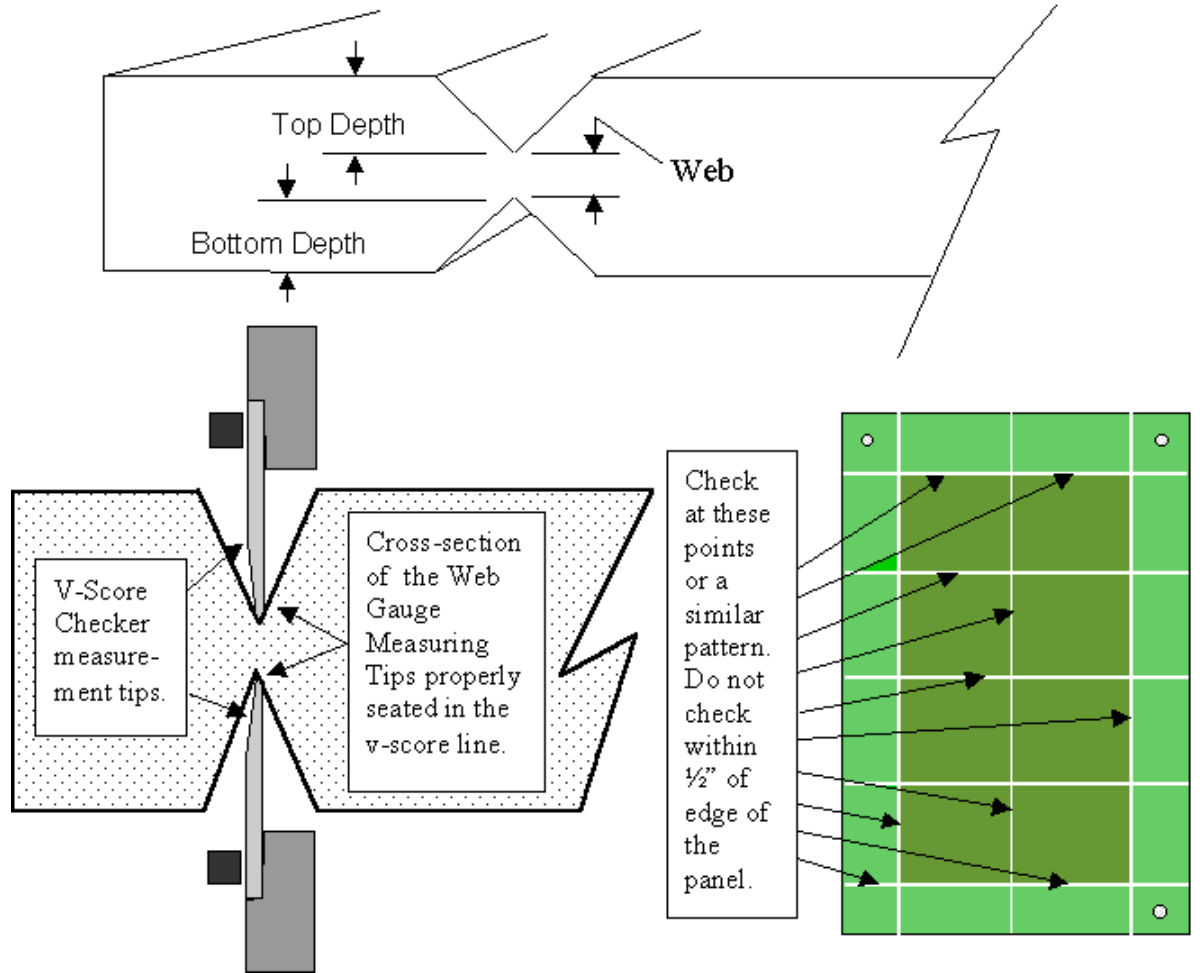 Top Depth
Web
Bottom Depth
V-Score
Checker
measure-
ment tips.
Cross-section
of the Web
Gauge
Measuring
Tips properly
seated in the
v-score line.
Check
at these
points
or a
similar
pattern.
Do not
check
within
½” of
edge of
the
panel.